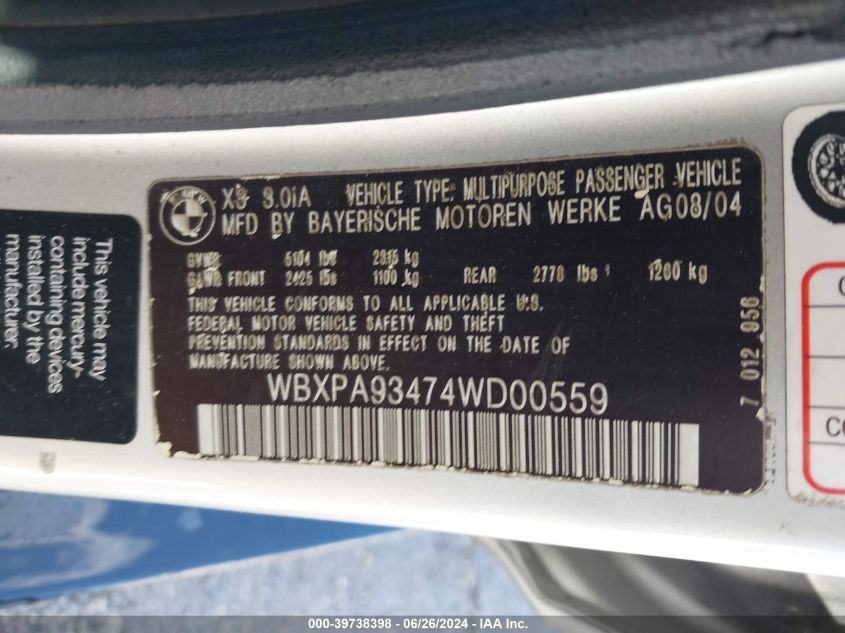 This vehicle may
include mercury-
containing devices
installed by the
manufacturer.
X3 3.0iA VEHICLE TYPE: MULTIPURPOSE PASSENGER VEHICLE
MFD BY BAYERISCHE MOTOREN WERKE AG 08/04
GVWR 5104 lbs 2315 kg
GAWR FRONT 2425 lbs 1100 kg REAR 2778 lbs 1260 kg
THIS VEHICLE CONFORMS TO ALL APPLICABLE U.S.
FEDERAL MOTOR VEHICLE SAFETY AND THEFT
PREVENTION STANDARDS IN EFFECT ON THE DATE OF
MANUFACTURE SHOWN ABOVE.
WBXPA93474WD00559
7 012 956
000-39738398 - 06/26/2024 - IAA Inc.